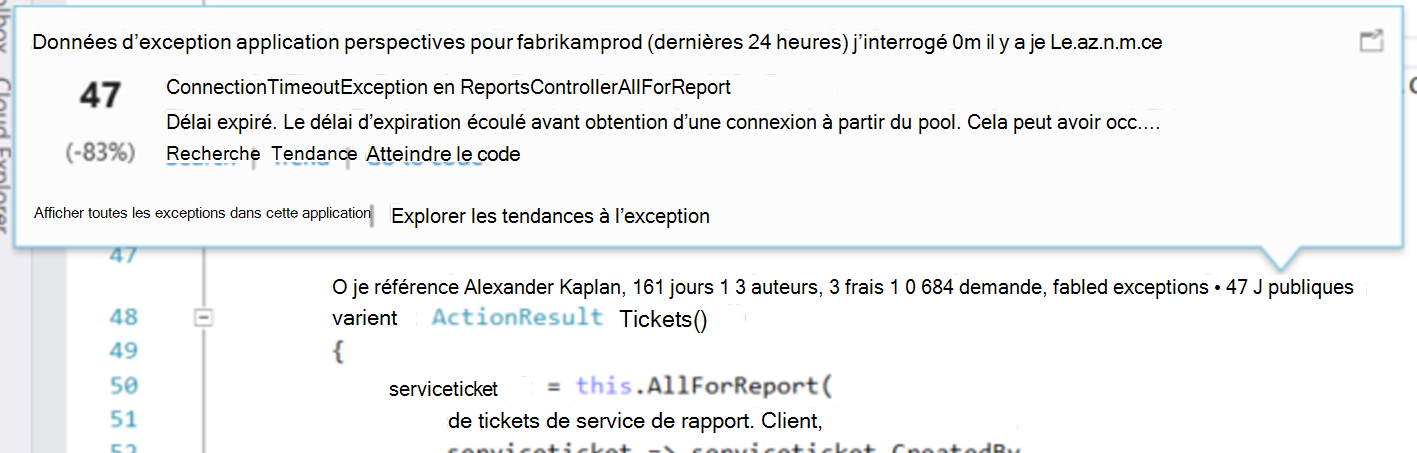 Données d'exception application perspectives pour fabrikamprod (dernières 24 heures) j'interrogé 0m il y a je Le.az.n.m.ce
47 ConnectionTimeoutException en ReportsControllerAllForReport
Délai expiré. Le délai d'expiration écoulé avant obtention d'une connexion à partir du pool. Cela peut avoir occ....
(-83%) Recherche Tendance Atteindre le code
Afficher toutes les exceptions dans cette application Explorer les tendances à l'exception
Cloud Explorer
47
O je référence Alexander Kaplan, 161 jours 1 3 auteurs, 3 frais 1 0 684 demande, fabled exceptions • 47 J publiques
48 varient ActionResult Tickets()
49 {
50 serviceticket = this.AllForReport(
51 de tickets de service de rapport. Client,
52 serviceticket => serviceticket.CreatedBy